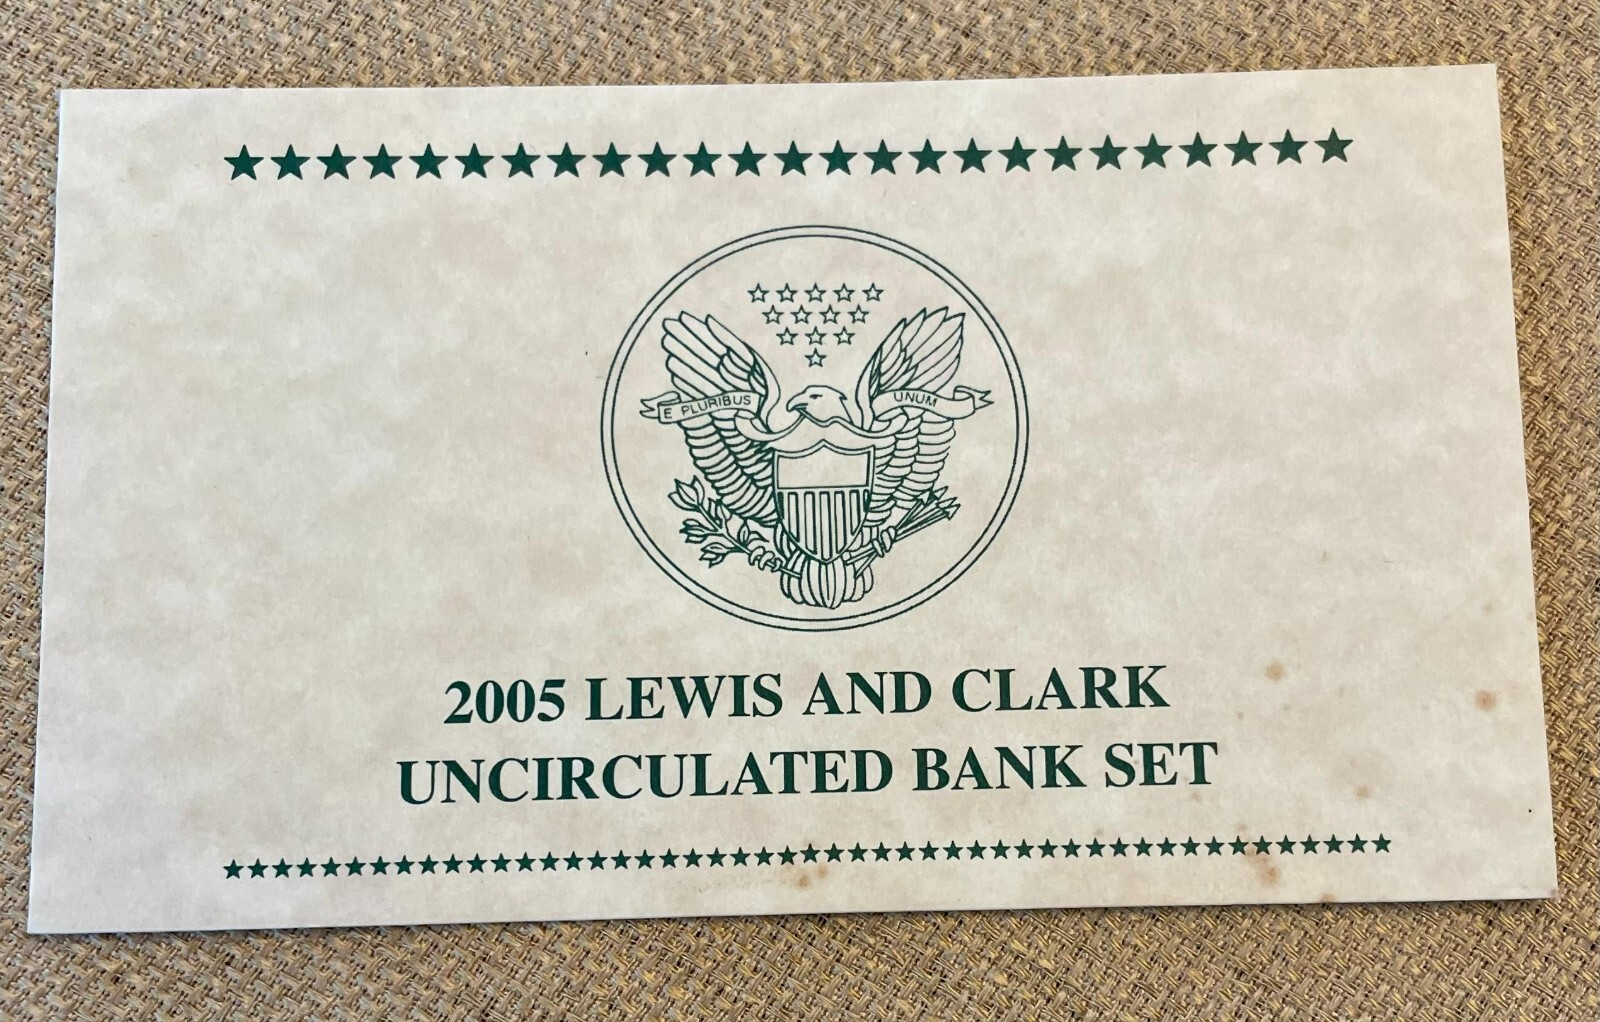 E PLURIBUS UNUM
2005 LEWIS AND CLARK
UNCIRCULATED BANK SET